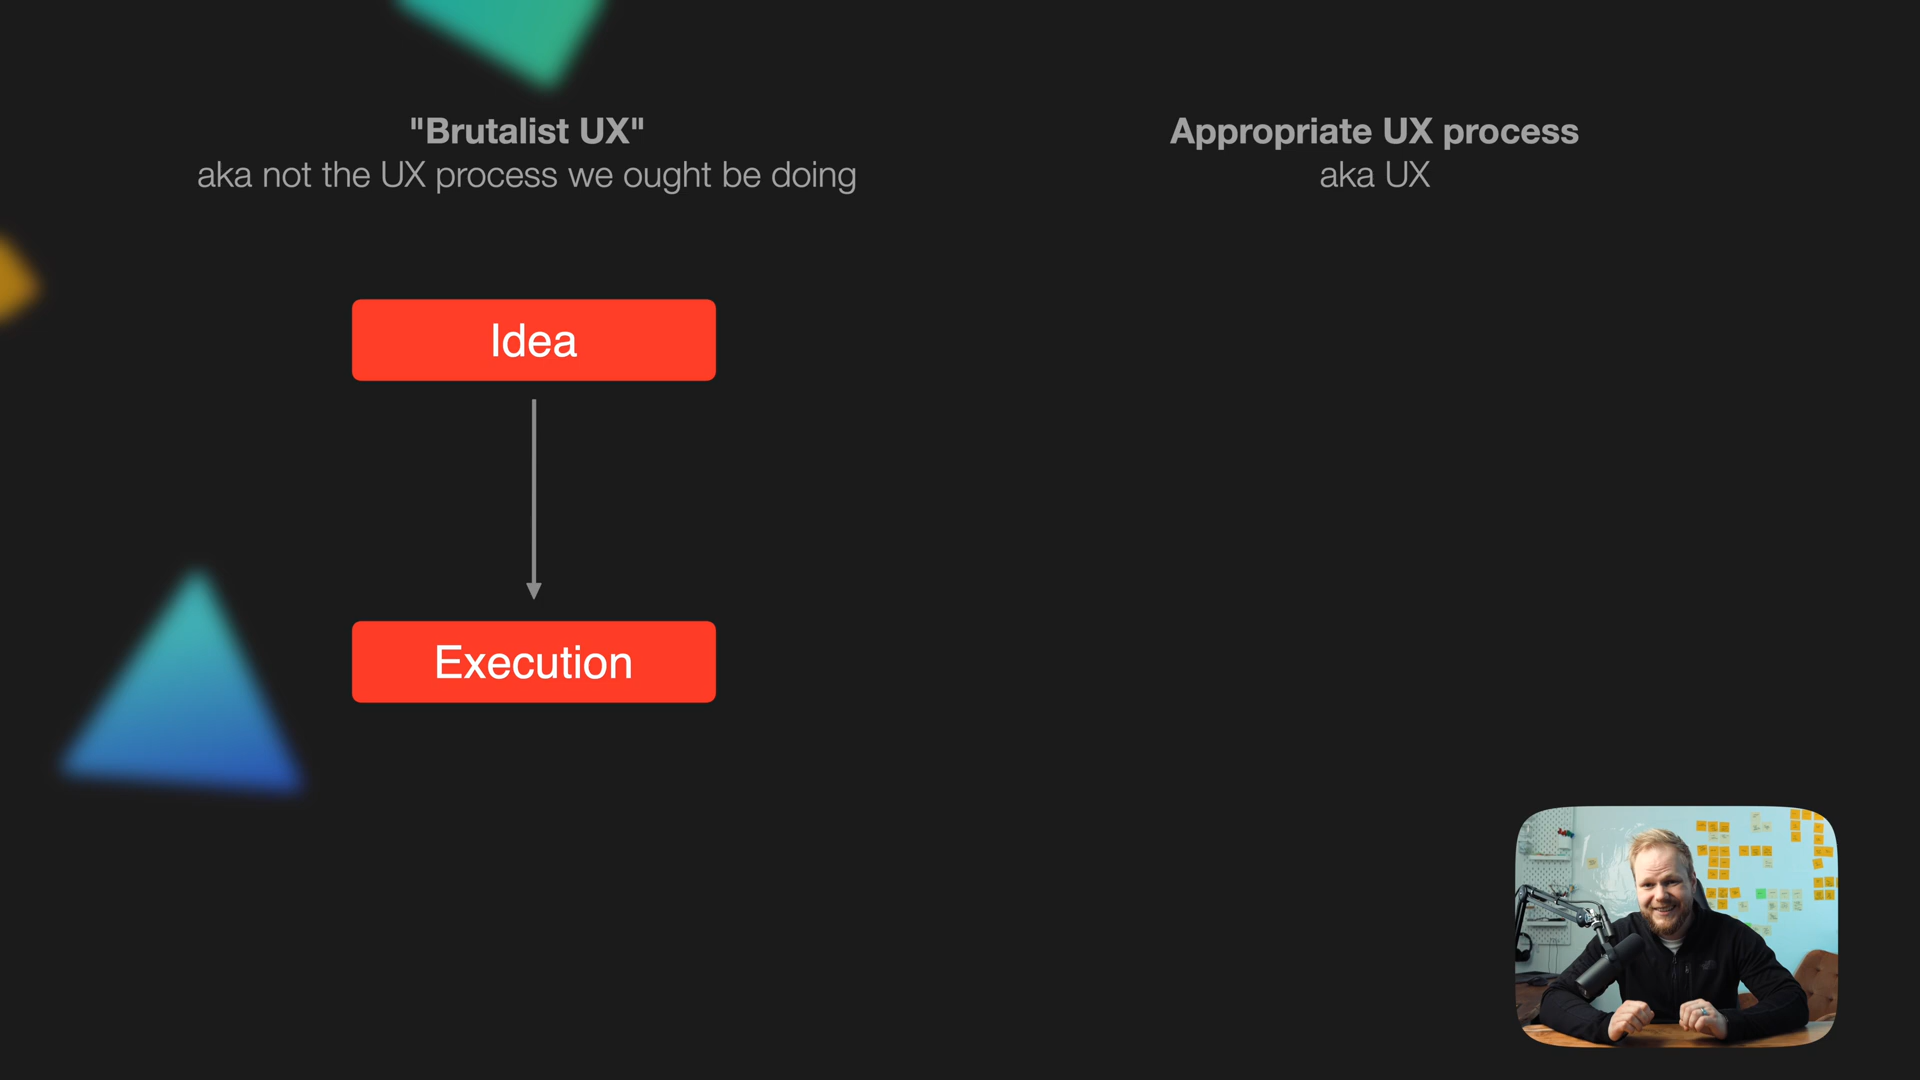 "Brutalist UX"
aka not the UX process we ought be doing
Appropriate UX process
aka UX
Idea
Execution